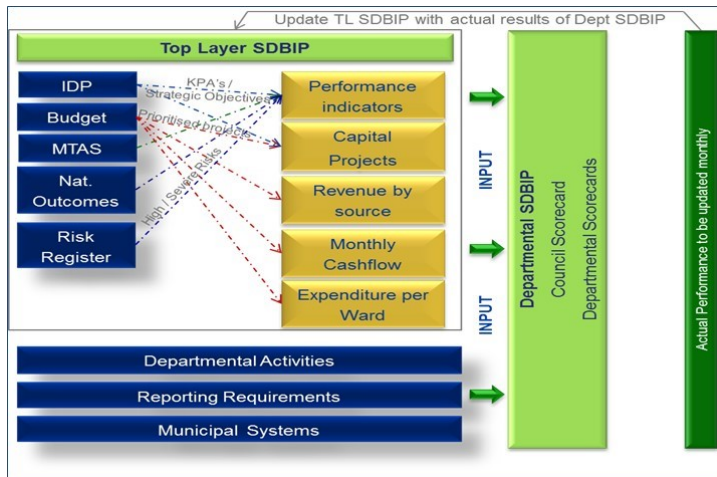 Update TL SDBIP with actual results of Dept SDBIP
Top Layer SDBIP
IDP
Budget
MTAS
Nat.
Outcomes
Risk
Register
KPA's /
Strategic Objectives
Prioritised projects
High / Severe Risks
Performance
indicators
Capital
Projects
Revenue by
source
Monthly
Cashflow
Expenditure per
Ward
INPUT
INPUT
Departmental SDBIP
Council Scorecard
Departmental Scorecards
Actual Performance to be updated monthly
Departmental Activities
Reporting Requirements
Municipal Systems